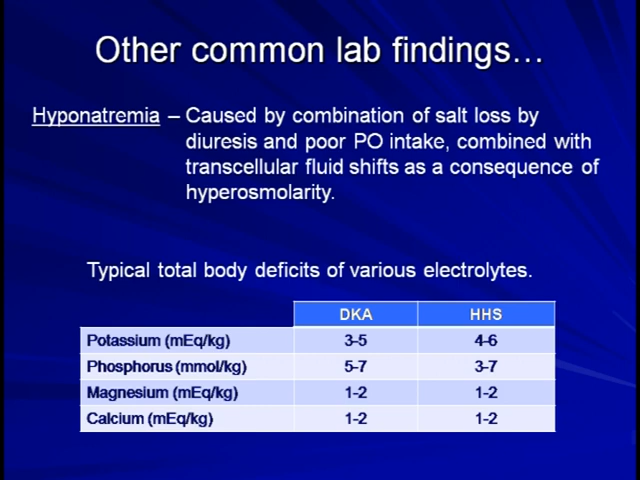 Other common lab findings…
Hyponatremia – Caused by combination of salt loss by
diuresis and poor PO intake, combined with
transcellular fluid shifts as a consequence of
hyperosmolarity.
Typical total body deficits of various electrolytes.
DKA HHS
Potassium (mEq/kg) 3-5 4-6
Phosphorus (mmol/kg) 5-7 3-7
Magnesium (mEq/kg) 1-2 1-2
Calcium (mEq/kg) 1-2 1-2